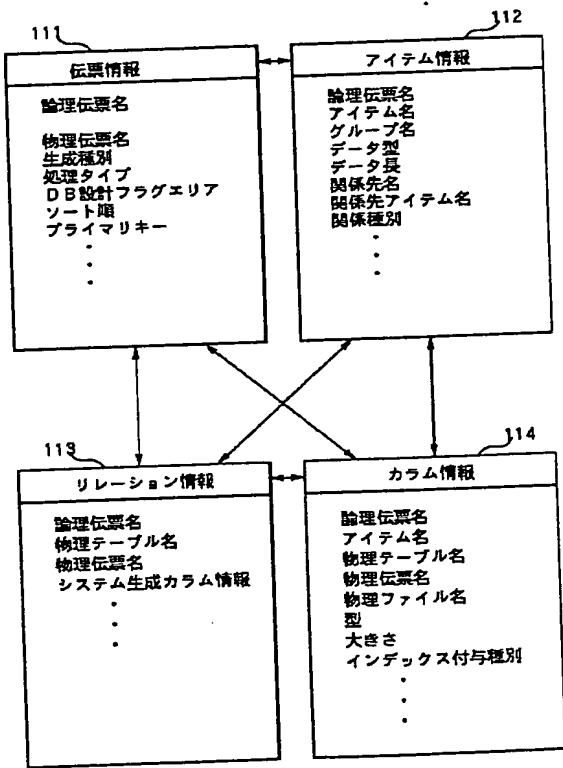 111
伝票情報
論理伝票名
物理伝票名
生成種別
処理タイプ
DB設計フラグエリア
ソート順
プライマリキー
112
アイテム情報
論理伝票名
アイテム名
グループ名
データ型
データ長
関係先名
関係先アイテム名
関係種別
113
リレーション情報
論理伝票名
物理テーブル名
物理伝票名
システム生成カラム情報
114
カラム情報
論理伝票名
アイテム名
物理テーブル名
物理伝票名
物理ファイル名
型
大きさ
インデックス付与種別